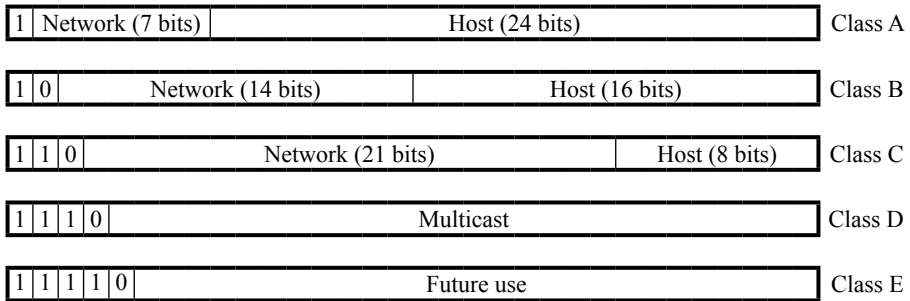 1 Network (7 bits) Host (24 bits) Class A
1 0 Network (14 bits) Host (16 bits) Class B
1 1 0 Network (21 bits) Host (8 bits) Class C
1 1 1 0 Multicast Class D
1 1 1 1 0 Future use Class E